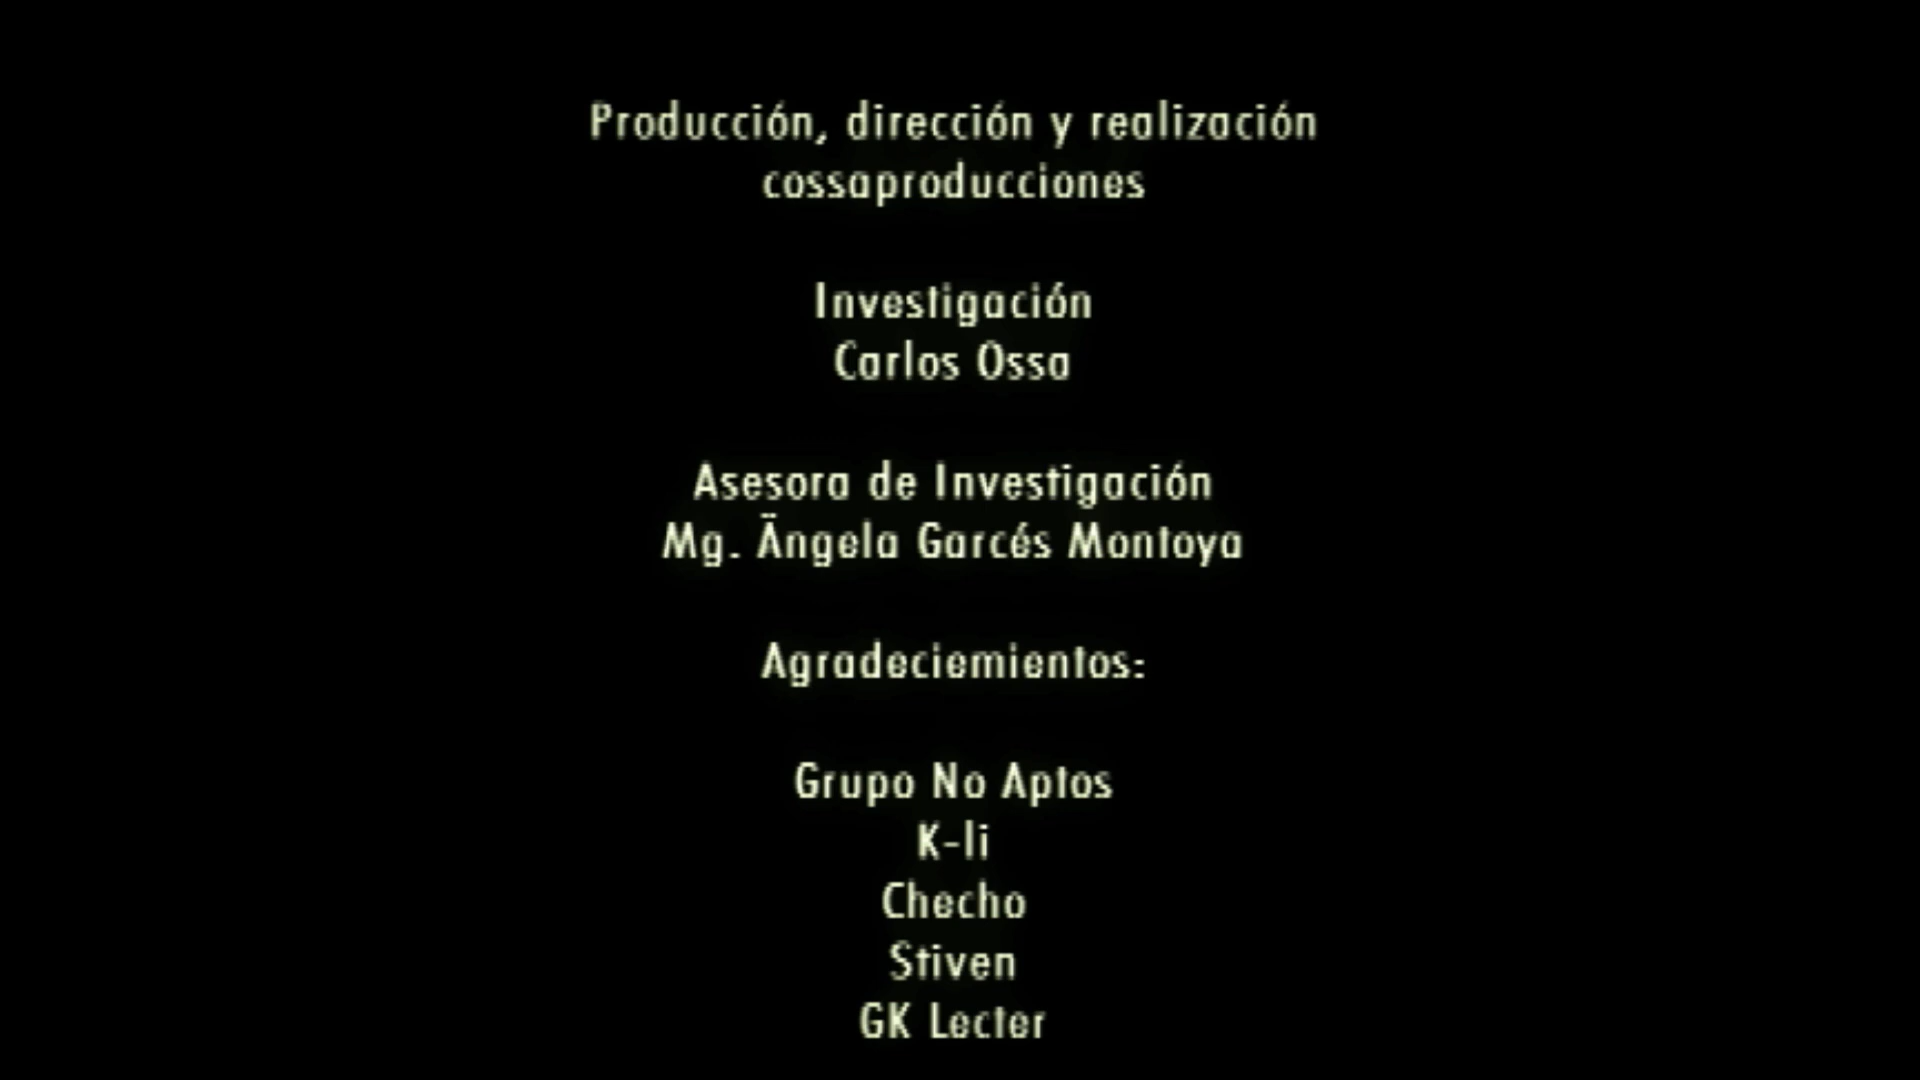 Producción, dirección y realización
cossaproducciones
Investigación
Carlos Ossa
Asesora de Investigación
Mg. Ängela Garcés Montoya
Agradeciemientos:
Grupo No Aptos
K-li
Checho
Stiven
GK Lecter